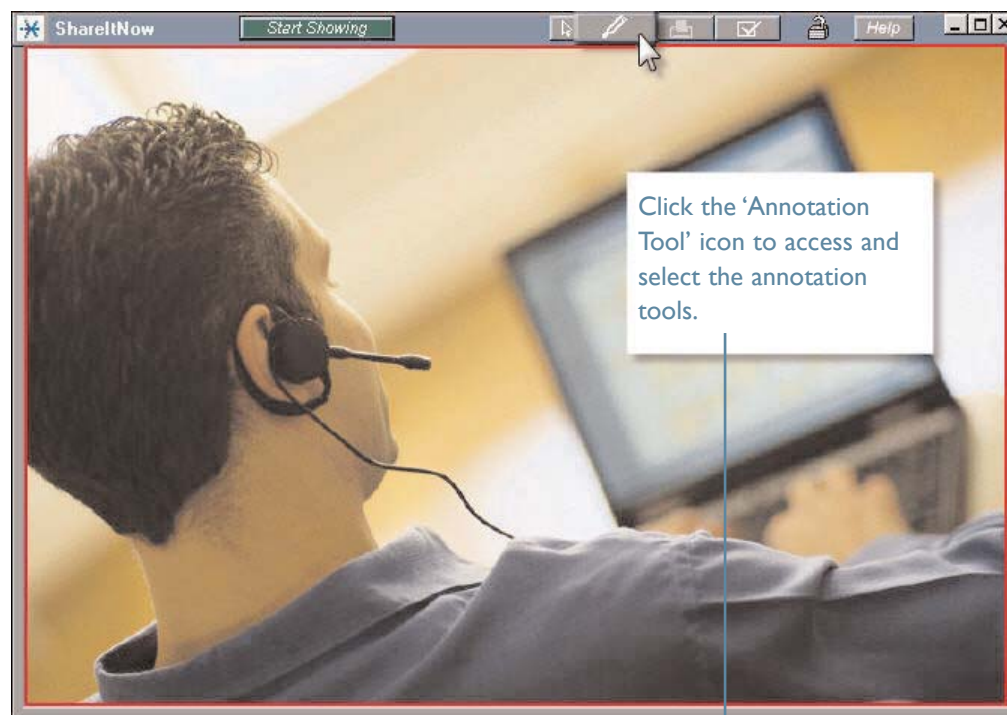 ShareItNow Start Showing Help
Click the ‘Annotation
Tool’ icon to access and
select the annotation
tools.